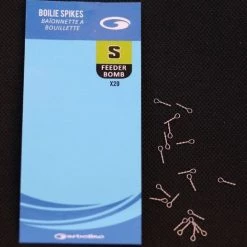 BOILIE SPIKES
BAÏONNETTE A
BOUILLETTE
S
FEEDER
BOMB
X20
Garbolino